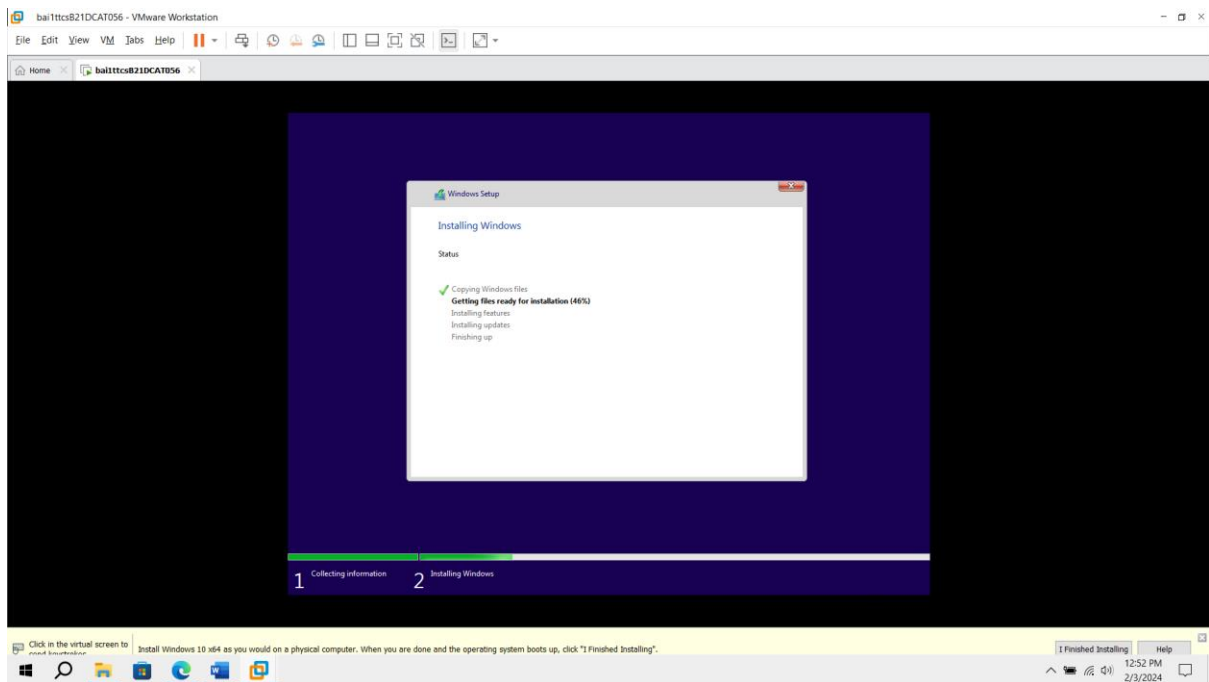 bai1ttcsB21DCAT056 - VMware Workstation
File Edit View VM Tabs Help
Home bai1ttcsB21DCAT056
Windows Setup
Installing Windows
Status
Copying Windows files
Getting files ready for installation (46%)
Installing features
Installing updates
Finishing up
1 Collecting information 2 Installing Windows
Click in the virtual screen to
send keystrokes
Install Windows 10 x64 as you would on a physical computer. When you are done and the operating system boots up, click "I Finished Installing".
I Finished Installing Help
12:52 PM
2/3/2024